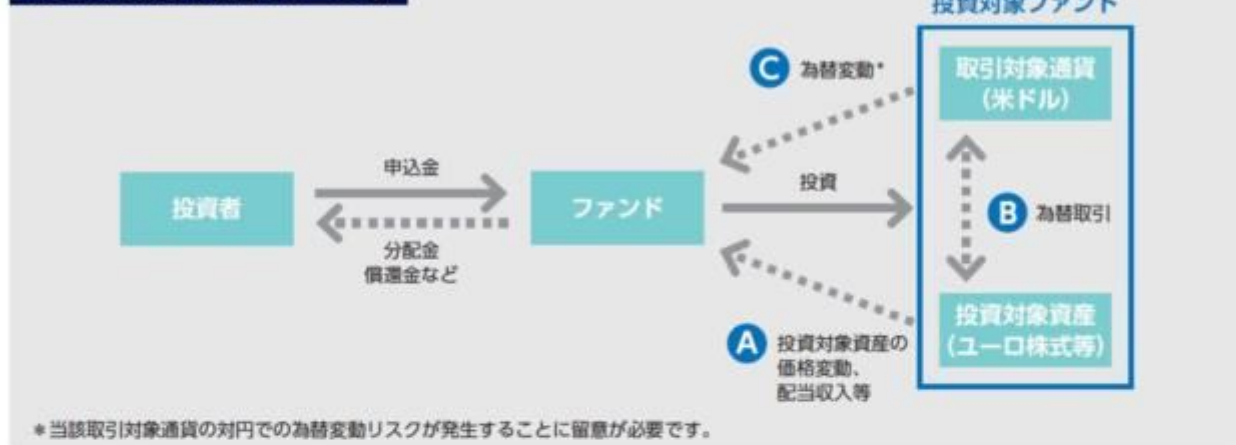 投資対象ファンド
C 為替変動*
取引対象通貨
(米ドル)
申込金
投資者
ファンド
投資
B 為替取引
分配金
償還金など
A 投資対象資産の
価格変動、
配当収入等
投資対象資産
(ユーロ株式等)
*当該取引対象通貨の対円での為替変動リスクが発生することに留意が必要です。